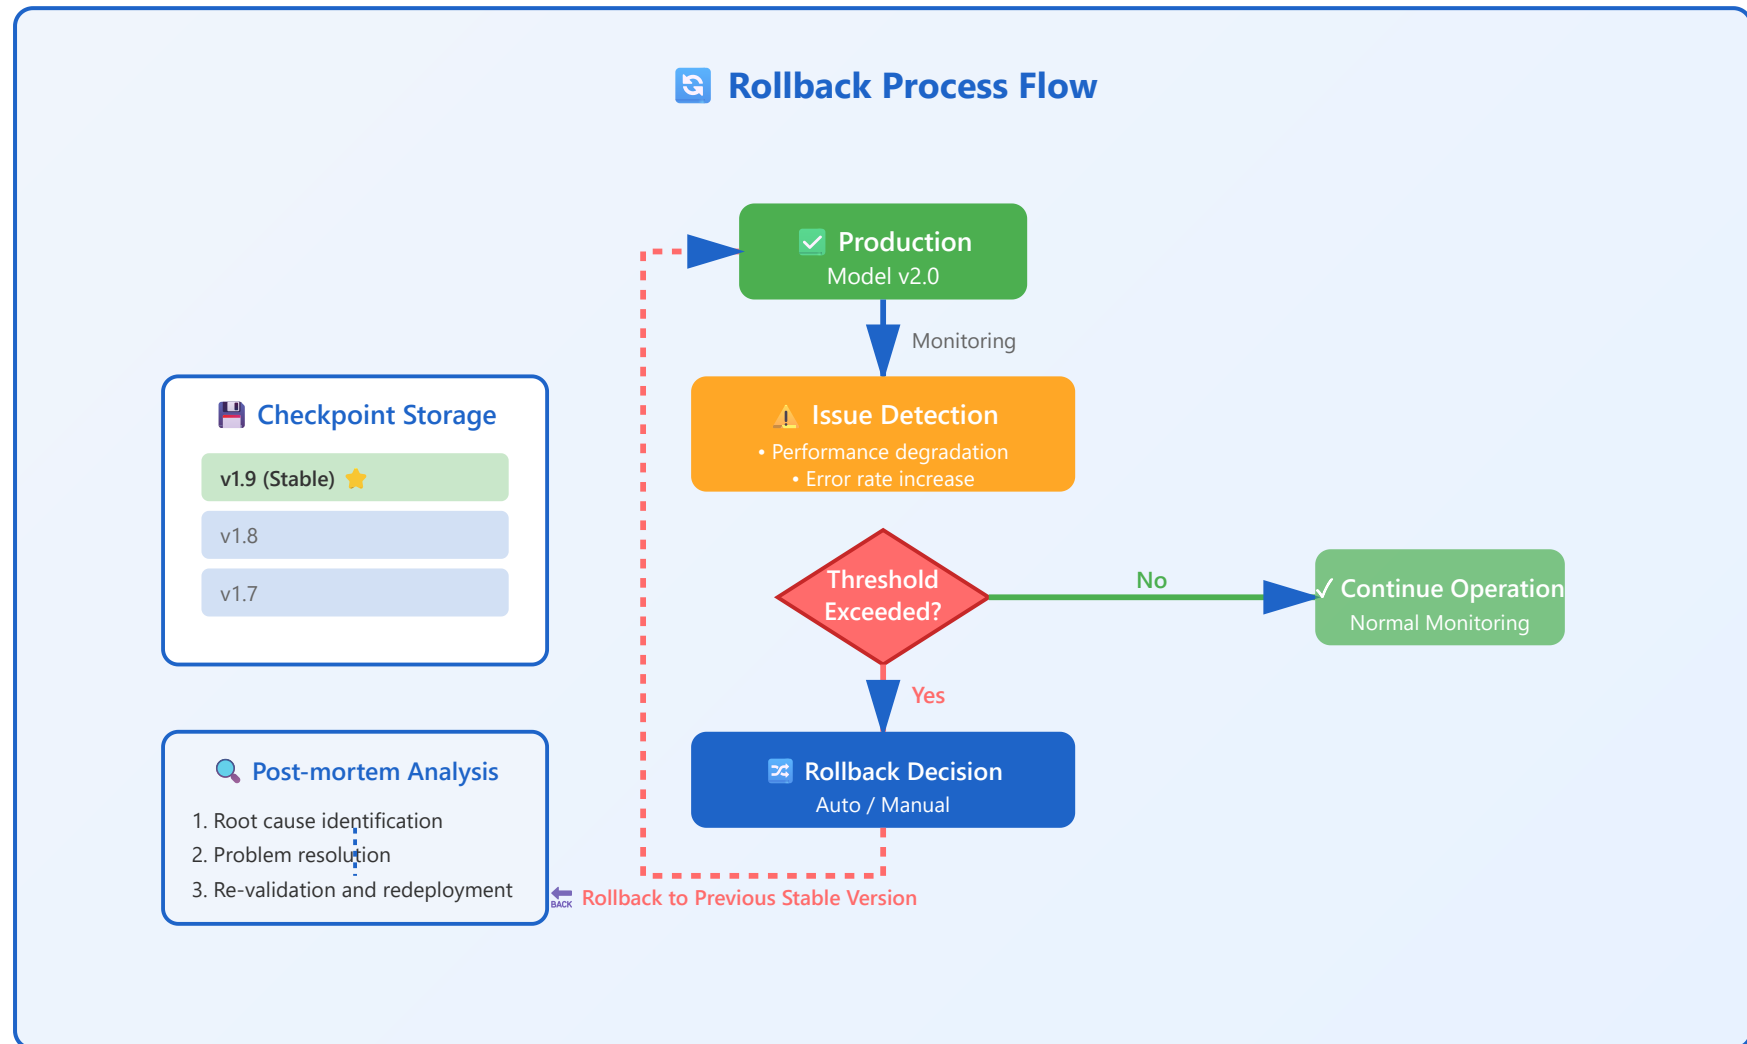 Rollback Process Flow
✅ Production
Model v2.0
Monitoring
⚠️ Issue Detection
• Performance degradation
• Error rate increase
Threshold
Exceeded?
No
✓ Continue Operation
Normal Monitoring
Yes
Rollback Decision
Auto / Manual
BACK Rollback to Previous Stable Version
Checkpoint Storage
v1.9 (Stable) ⭐
v1.8
v1.7
Post-mortem Analysis
1. Root cause identification
2. Problem resolution
3. Re-validation and redeployment